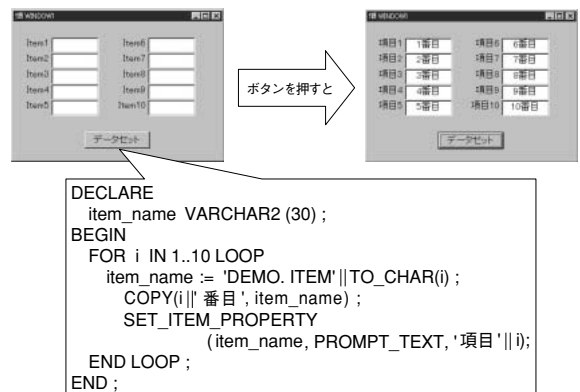 WINDOW1
Item1 Item6
Item2 Item7
Item3 Item8
Item4 Item9
Item5 Item10
データセット
ボタンを押すと
WINDOW1
項目1 1番目 項目6 6番目
項目2 2番目 項目7 7番目
項目3 3番目 項目8 8番目
項目4 4番目 項目9 9番目
項目5 5番目 項目10 10番目
データセット
DECLARE
item_name VARCHAR2 (30) ;
BEGIN
FOR i IN 1..10 LOOP
item_name := 'DEMO. ITEM'||TO_CHAR(i) ;
COPY(i||' 番目 ', item_name) ;
SET_ITEM_PROPERTY
(item_name, PROMPT_TEXT, '項目'|| i);
END LOOP ;
END ;